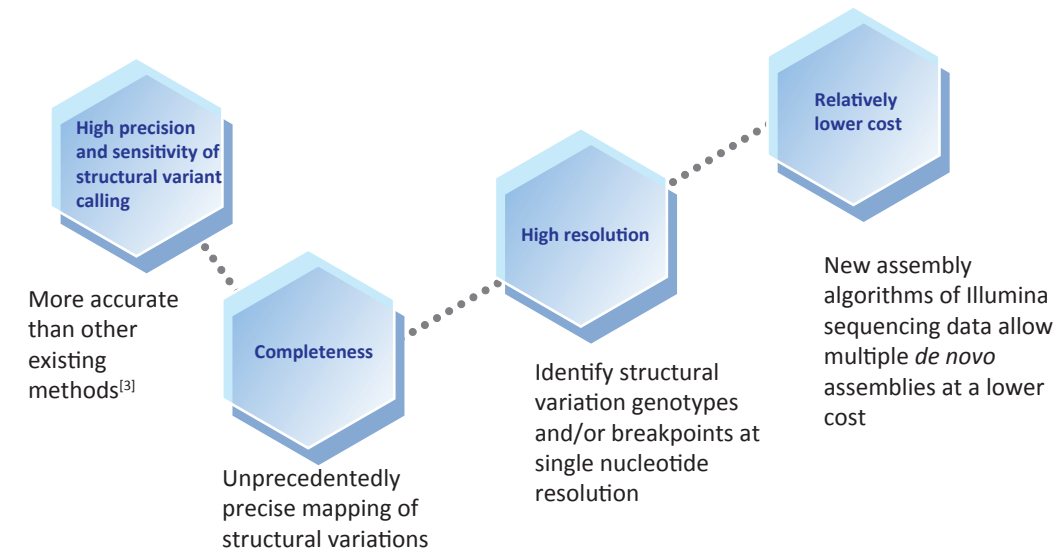 High precision
and sensitivity of
structural variant
calling
More accurate
than other
existing
methods[3]
Completeness
Unprecedentedly
precise mapping of
structural variations
High resolution
Identify structural
variation genotypes
and/or breakpoints at
single nucleotide
resolution
Relatively
lower cost
New assembly
algorithms of Illumina
sequencing data allow
multiple de novo
assemblies at a lower
cost